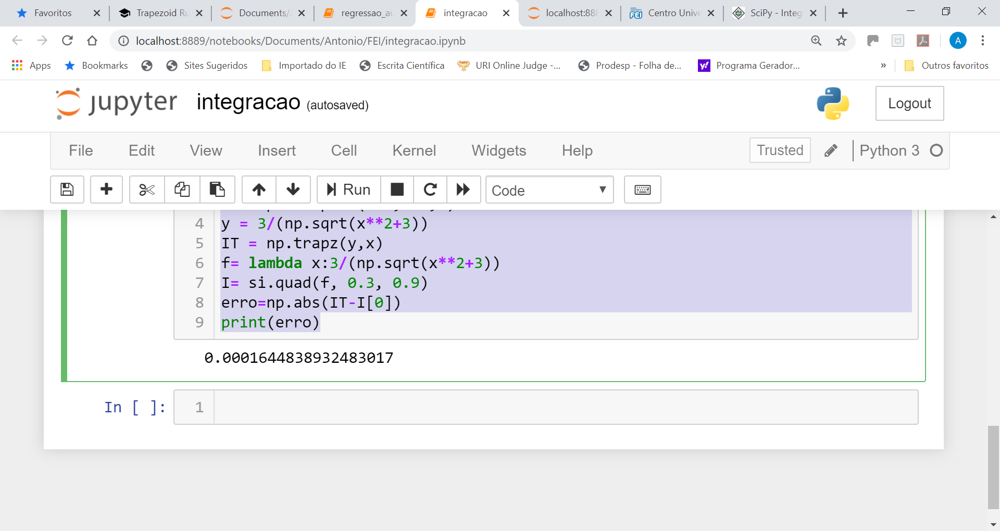 Favoritos
Trapezoid Ru
Documents/
regressao_au
integracao
localhost:888
Centro Unive
SciPy - Integ
localhost:8889/notebooks/Documents/Antonio/FEI/integracao.ipynb
A
Apps
Bookmarks
Sites Sugeridos
Importado do IE
Escrita Científica
URI Online Judge -...
Prodesp - Folha de...
Programa Gerador...
»
Outros favoritos
jupyter integracao (autosaved)
Logout
File Edit View Insert Cell Kernel Widgets Help
Trusted
Python 3
Run
Code
4 y = 3/(np.sqrt(x**2+3))
5 IT = np.trapz(y,x)
6 f= lambda x:3/(np.sqrt(x**2+3))
7 I= si.quad(f, 0.3, 0.9)
8 erro=np.abs(IT-I[0])
9 print(erro)
0.0001644838932483017
In [ ]: 1